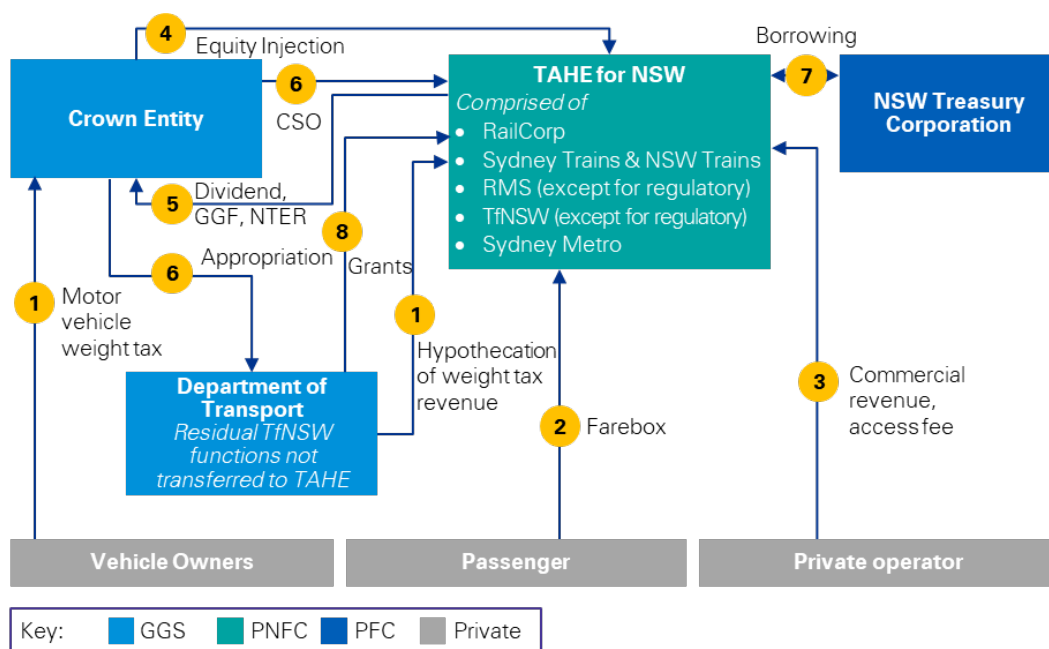 4
Equity Injection
Crown Entity
6
CSO
TAHE for NSW
Comprised of
• RailCorp
• Sydney Trains & NSW Trains
• RMS (except for regulatory)
• TfNSW (except for regulatory)
• Sydney Metro
Borrowing
7
NSW Treasury
Corporation
5
Dividend,
GGF, NTER
6
Appropriation
8
Grants
1
Motor
vehicle
weight tax
1
Hypothecation
of weight tax
revenue
Department of
Transport
Residual TfNSW
functions not
transferred to TAHE
2
Farebox
3
Commercial
revenue,
access fee
Vehicle Owners
Passenger
Private operator
Key:
GGS
PNFC
PFC
Private